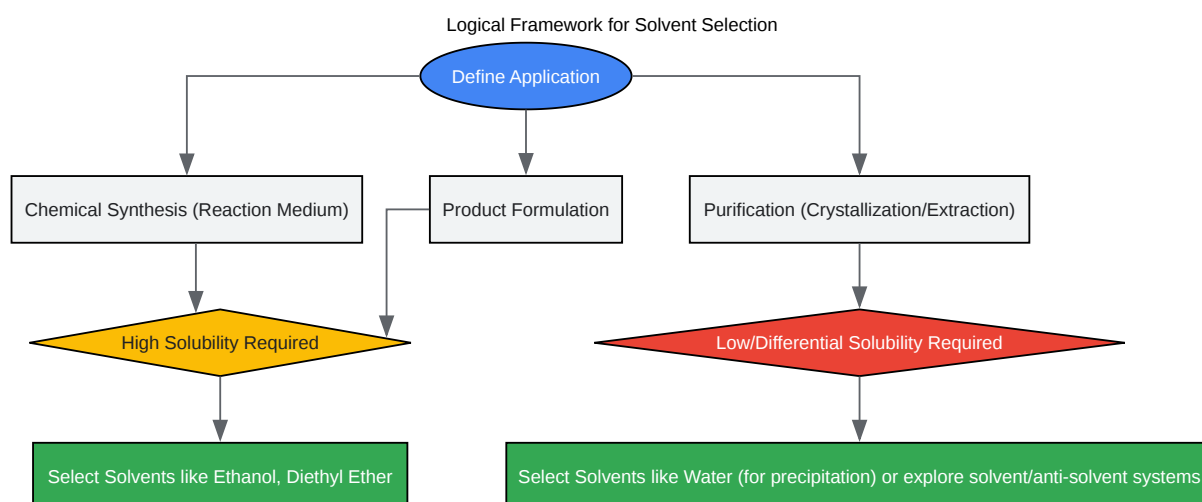 Logical Framework for Solvent Selection
Define Application
Chemical Synthesis (Reaction Medium)
Product Formulation
Purification (Crystallization/Extraction)
High Solubility Required
Low/Differential Solubility Required
Select Solvents like Ethanol, Diethyl Ether
Select Solvents like Water (for precipitation) or explore solvent/anti-solvent systems